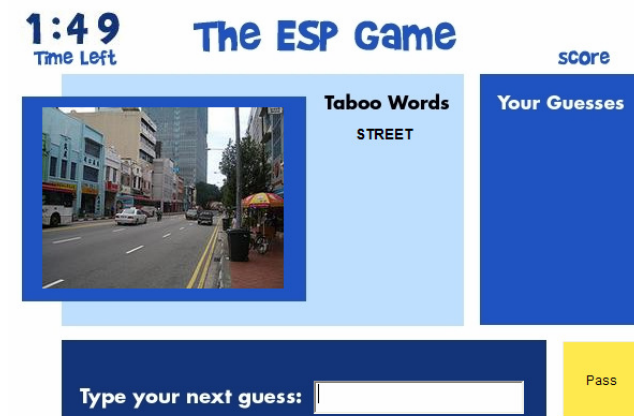 1:49
Time Left
The ESP Game
score
Taboo Words
STREET
Your Guesses
Type your next guess:
Pass